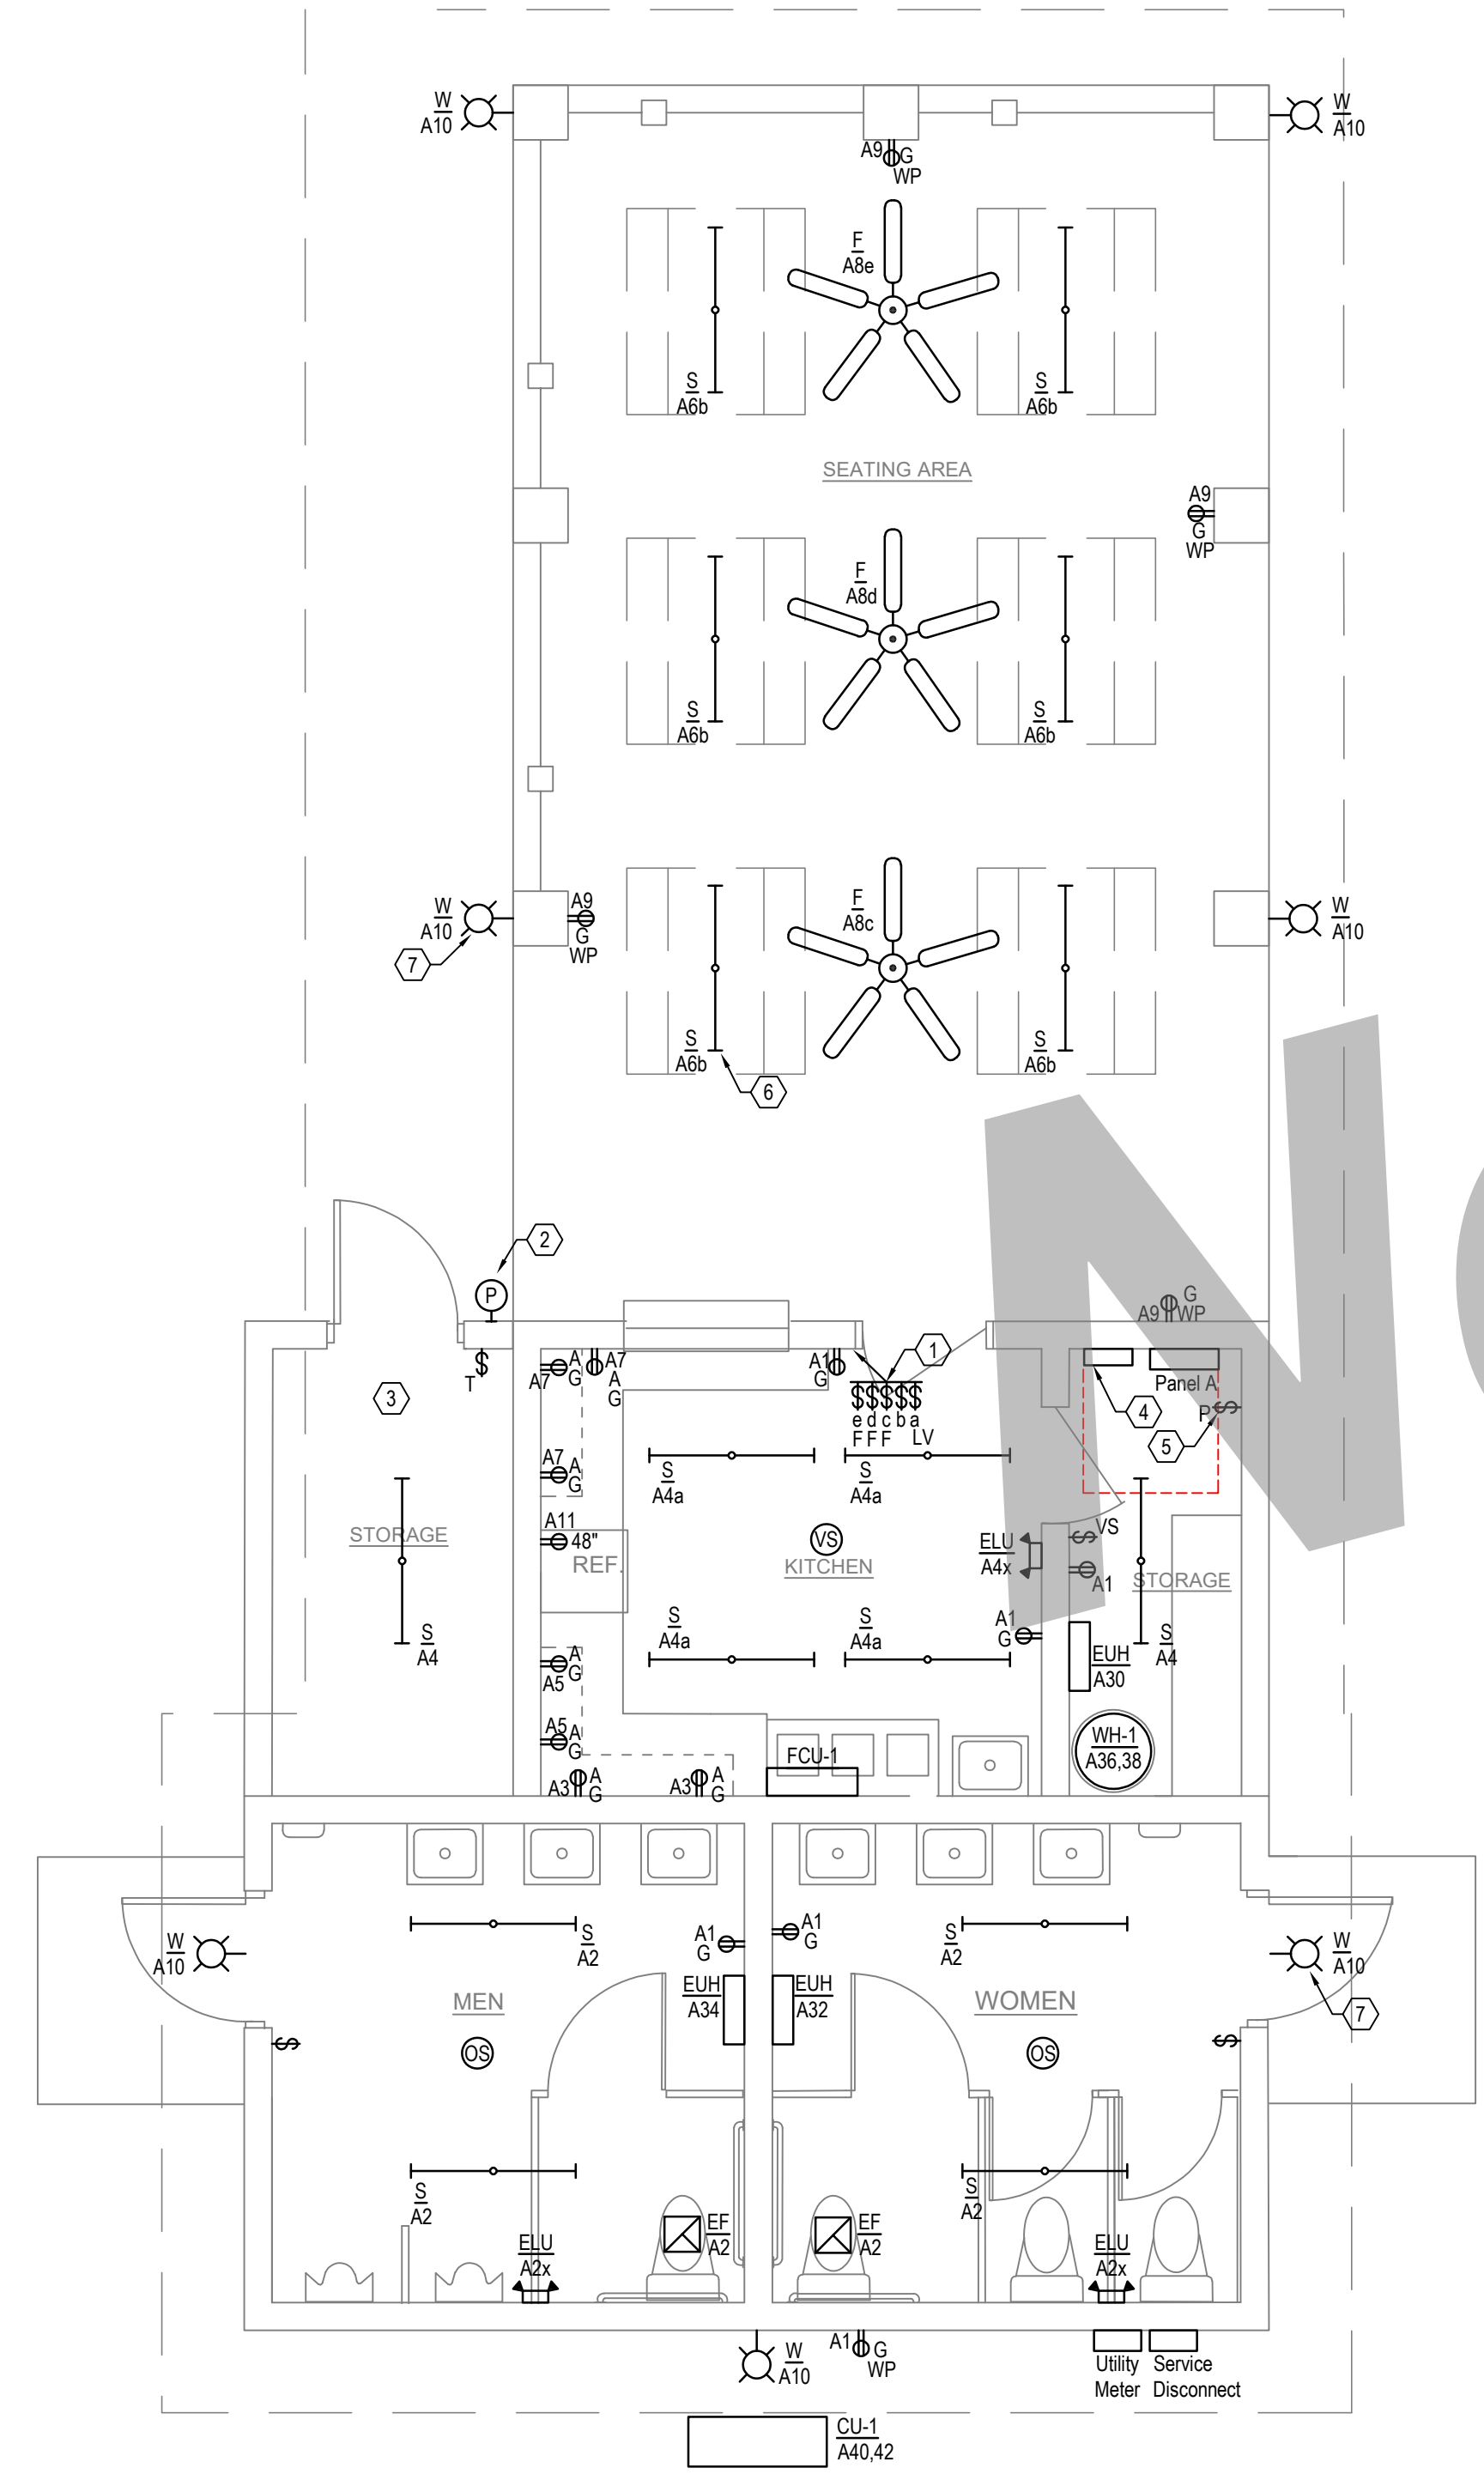 W
A10
W
A10
A9
G
WP
F
A8e
S
A6b
S
A6b
SEATING AREA
A9
G
WP
F
A8d
S
A6b
S
A6b
W
A10
A9
G
WP
F
A8c
W
A10
7
S
A6b
S
A6b
6
2
P
G
A9
WP
T
A7
A
G
A7
A
G
A1
G
1
Panel A
4
P
5
3
e d c b a
F F F
LV
A7
A
G
S
A4a
S
A4a
A11
48"
REF.
STORAGE
VS
KITCHEN
ELU
A4x
VS
A1
STORAGE
S
A4
S
A4a
S
A4a
A1
G
S
A4
EUH
A30
A
G
A5
A5
A
G
A3
A
G
A3
A
G
FCU-1
WH-1
A36,38
W
A10
S
A2
A1
G
A1
G
S
A2
W
A10
MEN
EUH
A34
EUH
A32
WOMEN
7
OS
OS
S
A2
S
A2
ELU
A2x
EF
A2
EF
A2
ELU
A2x
W
A10
A1
G
WP
Utility
Meter
Service
Disconnect
CU-1
A40,42